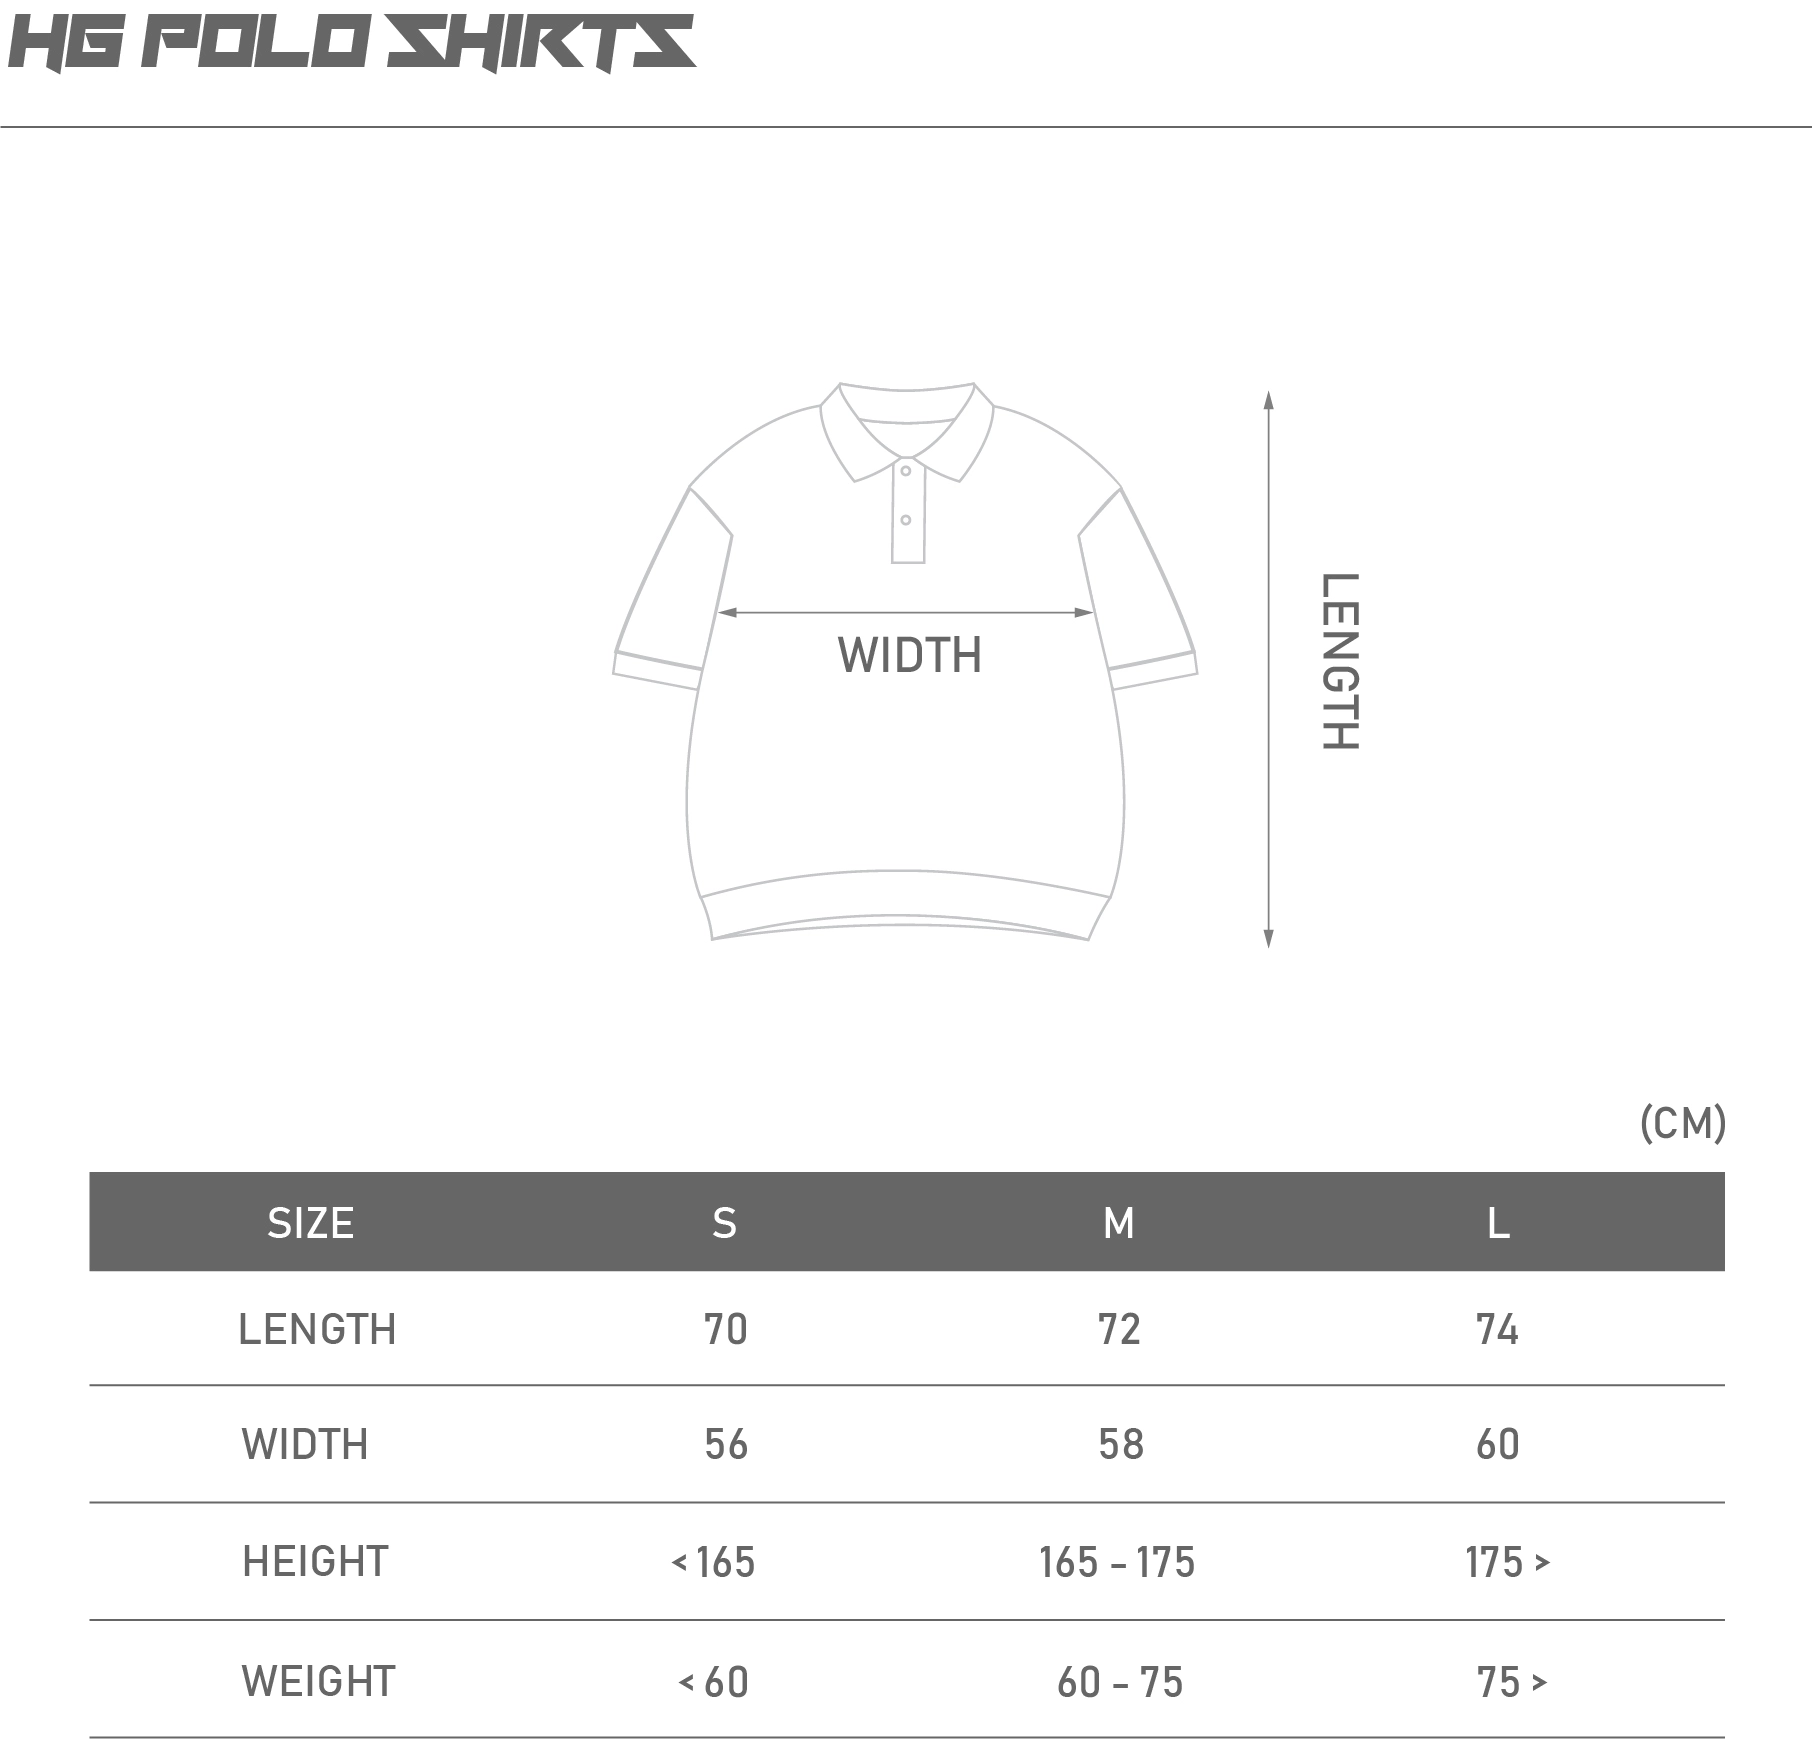 HG POLO SHIRTS
WIDTH
LENGTH
(CM)
SIZE S M L
LENGTH 70 72 74
WIDTH 56 58 60
HEIGHT < 165 165 - 175 175 >
WEIGHT < 60 60 - 75 75 >